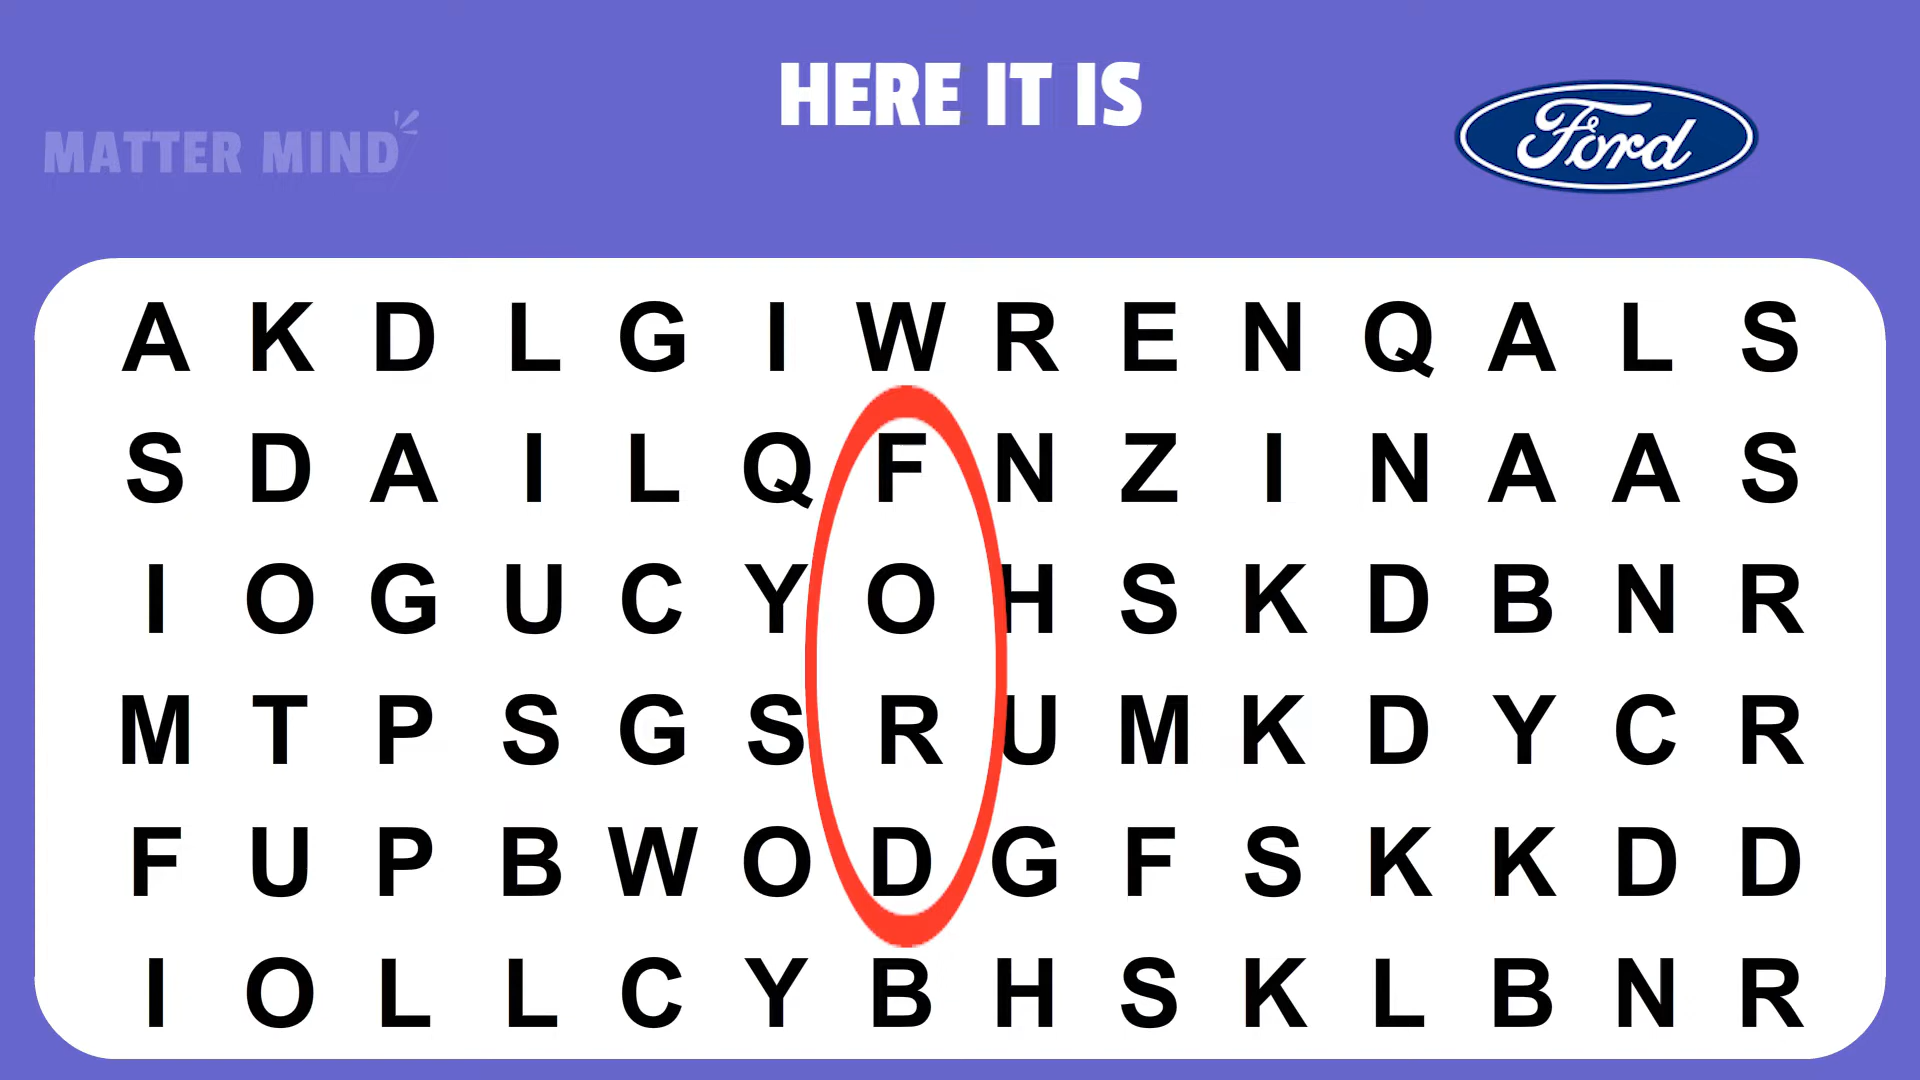 HERE IT IS
MATTER MIND
Ford
A K D L G I W R E N Q A L S
S D A I L Q F N Z I N A A S
I O G U C Y O H S K D B N R
M T P S G S R U M K D Y C R
F U P B W O D G F S K K D D
I O L L C Y B H S K L B N R